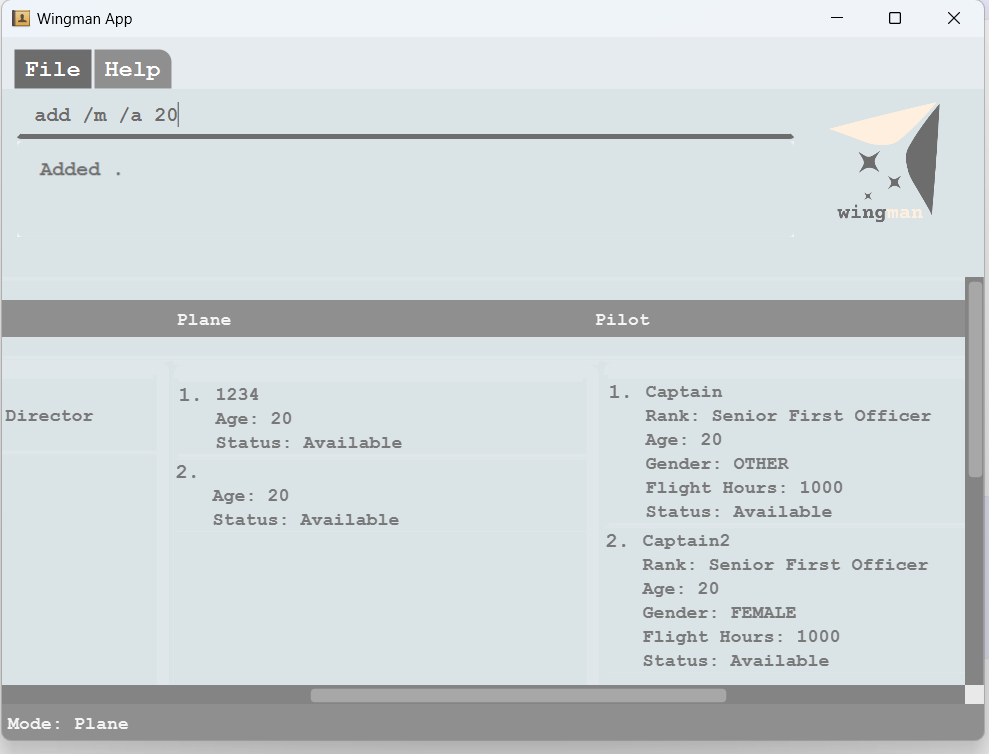 Wingman App
File Help
add /m /a 20
Added .
wingman
Plane Pilot
Director
1. 1234
Age: 20
Status: Available
2.
Age: 20
Status: Available
1. Captain
Rank: Senior First Officer
Age: 20
Gender: OTHER
Flight Hours: 1000
Status: Available
2. Captain2
Rank: Senior First Officer
Age: 20
Gender: FEMALE
Flight Hours: 1000
Status: Available
Mode: Plane